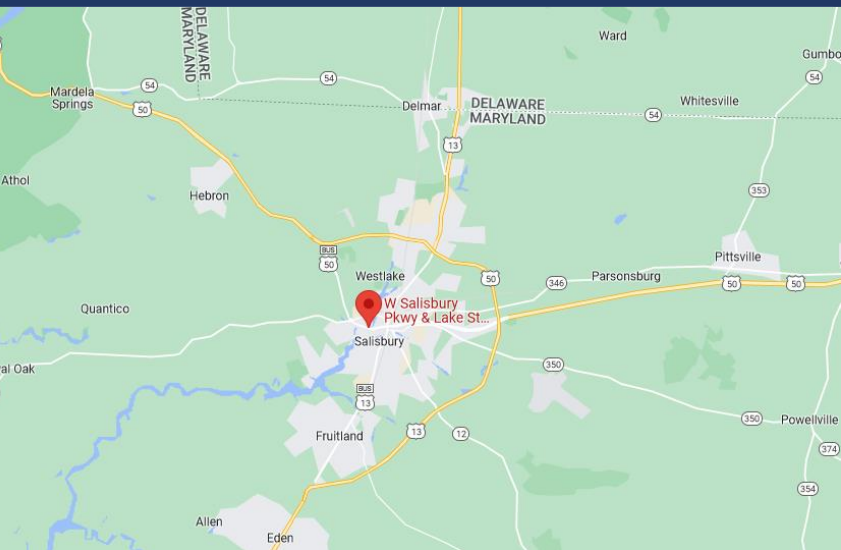 DELAWARE
MARYLAND
Ward
Gumbo
54
Mardela
Springs
54
54
50
Delmar
DELAWARE
MARYLAND
Whitesville
54
13
Athol
Hebron
353
BUS
50
Westlake
50
346
Parsonsburg
Pittsville
50
50
Quantico
W Salisbury
Pkwy & Lake St...
Salisbury
al Oak
350
BUS
13
Fruitland
13
12
350
Powellville
374
354
Allen
Eden